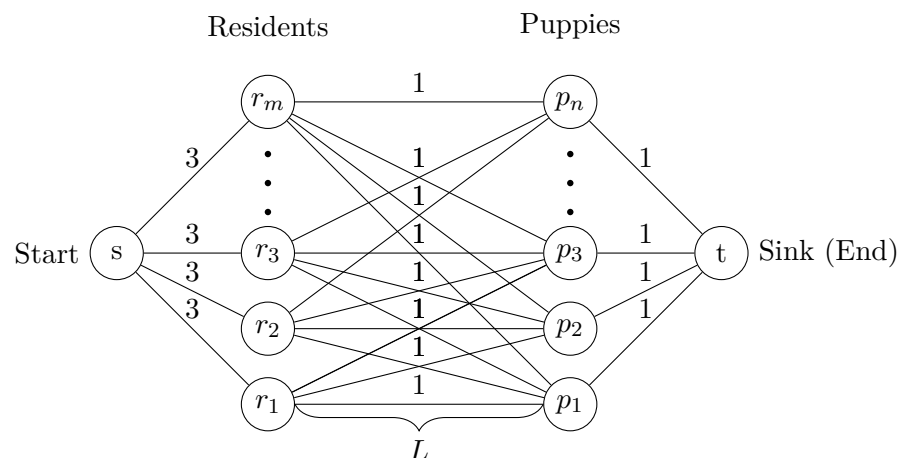 Residents
Puppies
r_m
1
p_n
3
1
1
1
Start
s
3
r_3
1
p_3
1
t
Sink (End)
3
1
1
r_2
1
p_2
3
1
1
r_1
1
p_1
L